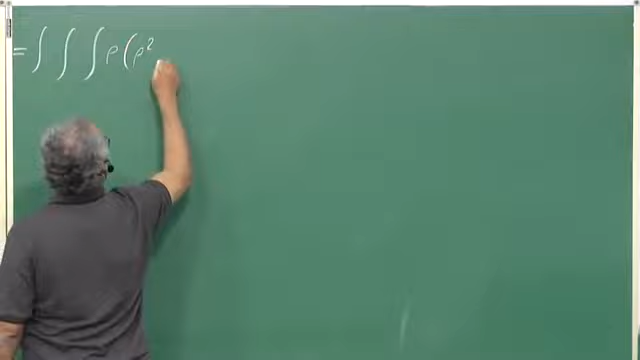 = ∫ ∫ ∫ ρ (ρ²